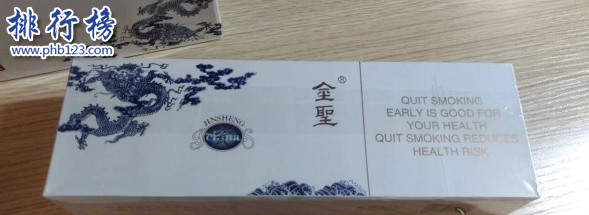 排行榜
www.phb123.com
金聖®
JINSHENG
China
QUIT SMOKING
EARLY IS GOOD FOR
YOUR HEALTH
QUIT SMOKING REDUCES
HEALTH RISK